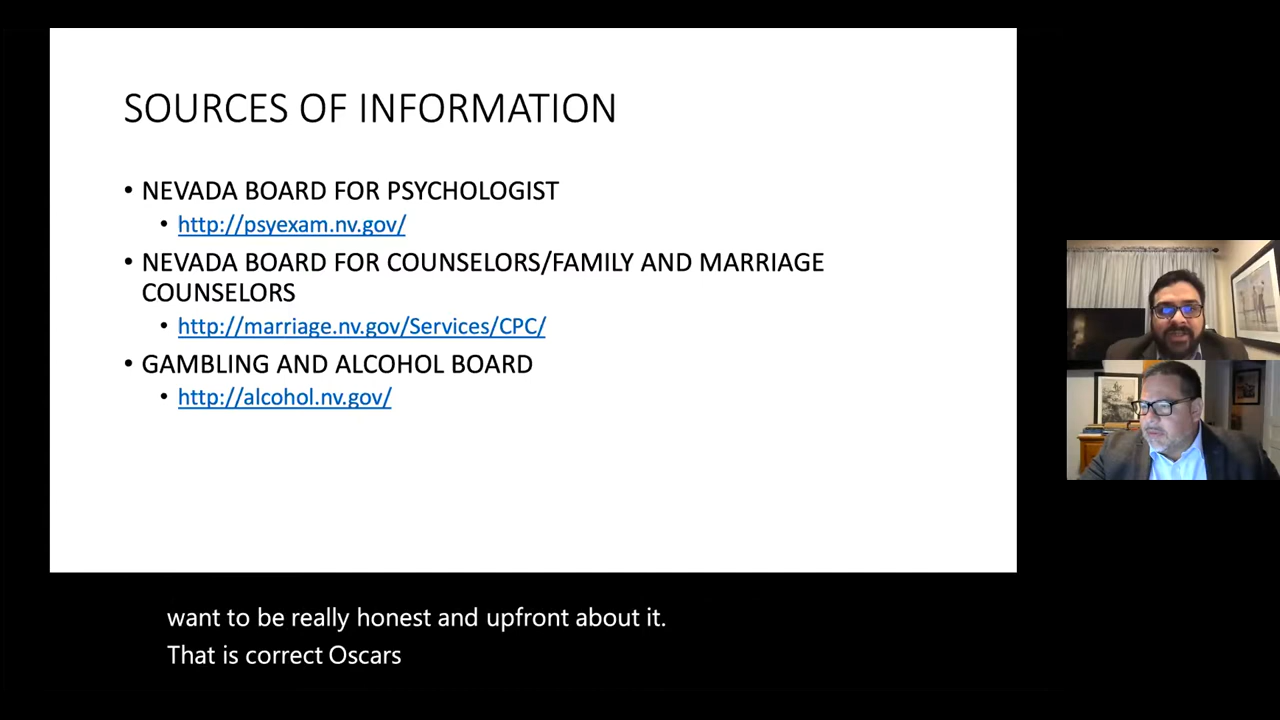 SOURCES OF INFORMATION
• NEVADA BOARD FOR PSYCHOLOGIST
• http://psyexam.nv.gov/
• NEVADA BOARD FOR COUNSELORS/FAMILY AND MARRIAGE
COUNSELORS
• http://marriage.nv.gov/Services/CPC/
• GAMBLING AND ALCOHOL BOARD
• http://alcohol.nv.gov/
want to be really honest and upfront about it.
That is correct Oscars